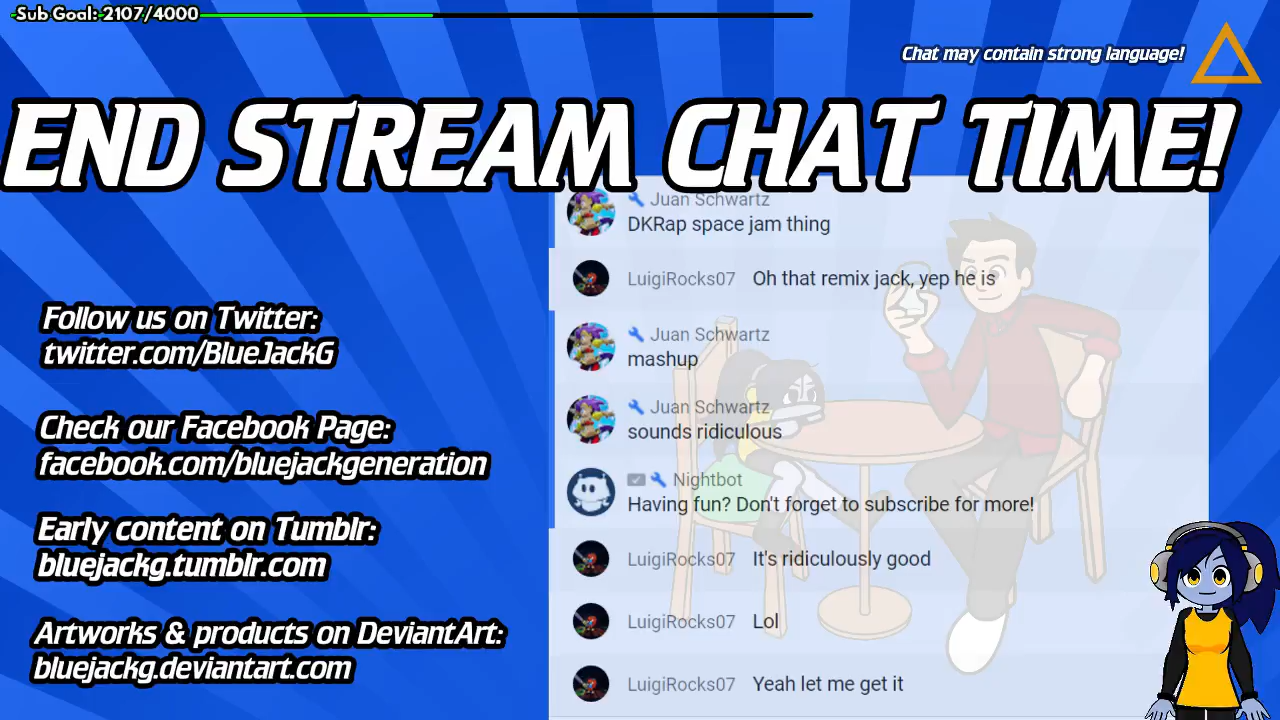 Sub Goal: 2107/4000
Chat may contain strong language!
END STREAM CHAT TIME!
Follow us on Twitter:
twitter.com/BlueJackG
Check our Facebook Page:
facebook.com/bluejackgeneration
Early content on Tumblr:
bluejackg.tumblr.com
Artworks & products on DeviantArt:
bluejackg.deviantart.com
Juan Schwartz
DKRap space jam thing
LuigiRocks07 Oh that remix jack, yep he is
Juan Schwartz
mashup
Juan Schwartz
sounds ridiculous
Nightbot
Having fun? Don't forget to subscribe for more!
LuigiRocks07 It's ridiculously good
LuigiRocks07 Lol
LuigiRocks07 Yeah let me get it